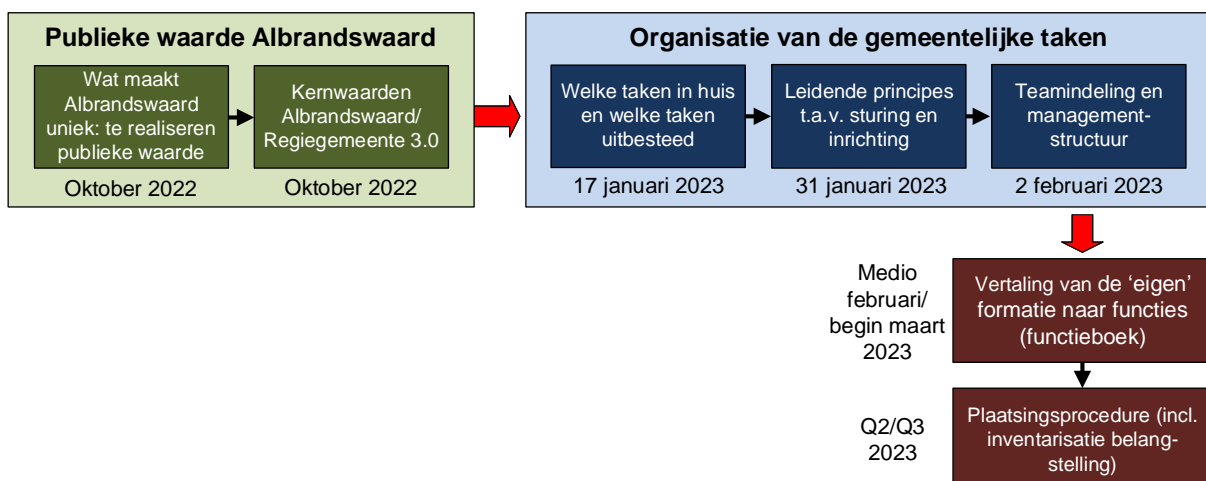 Publieke waarde Albrandswaard
Wat maakt
Albrandswaard
uniek: te realiseren
publieke waarde
Oktober 2022
Kernwaarden
Albrandswaard/
Regiegemeente 3.0
Oktober 2022
Organisatie van de gemeentelijke taken
Welke taken in huis
en welke taken
uitbesteed
17 januari 2023
Leidende principes
t.a.v. sturing en
inrichting
31 januari 2023
Teamindeling en
management-
structuur
2 februari 2023
Medio
februari/
begin maart
2023
Vertaling van de ‘eigen’
formatie naar functies
(functieboek)
Q2/Q3
2023
Plaatsingsprocedure (incl.
inventarisatie belang-
stelling)